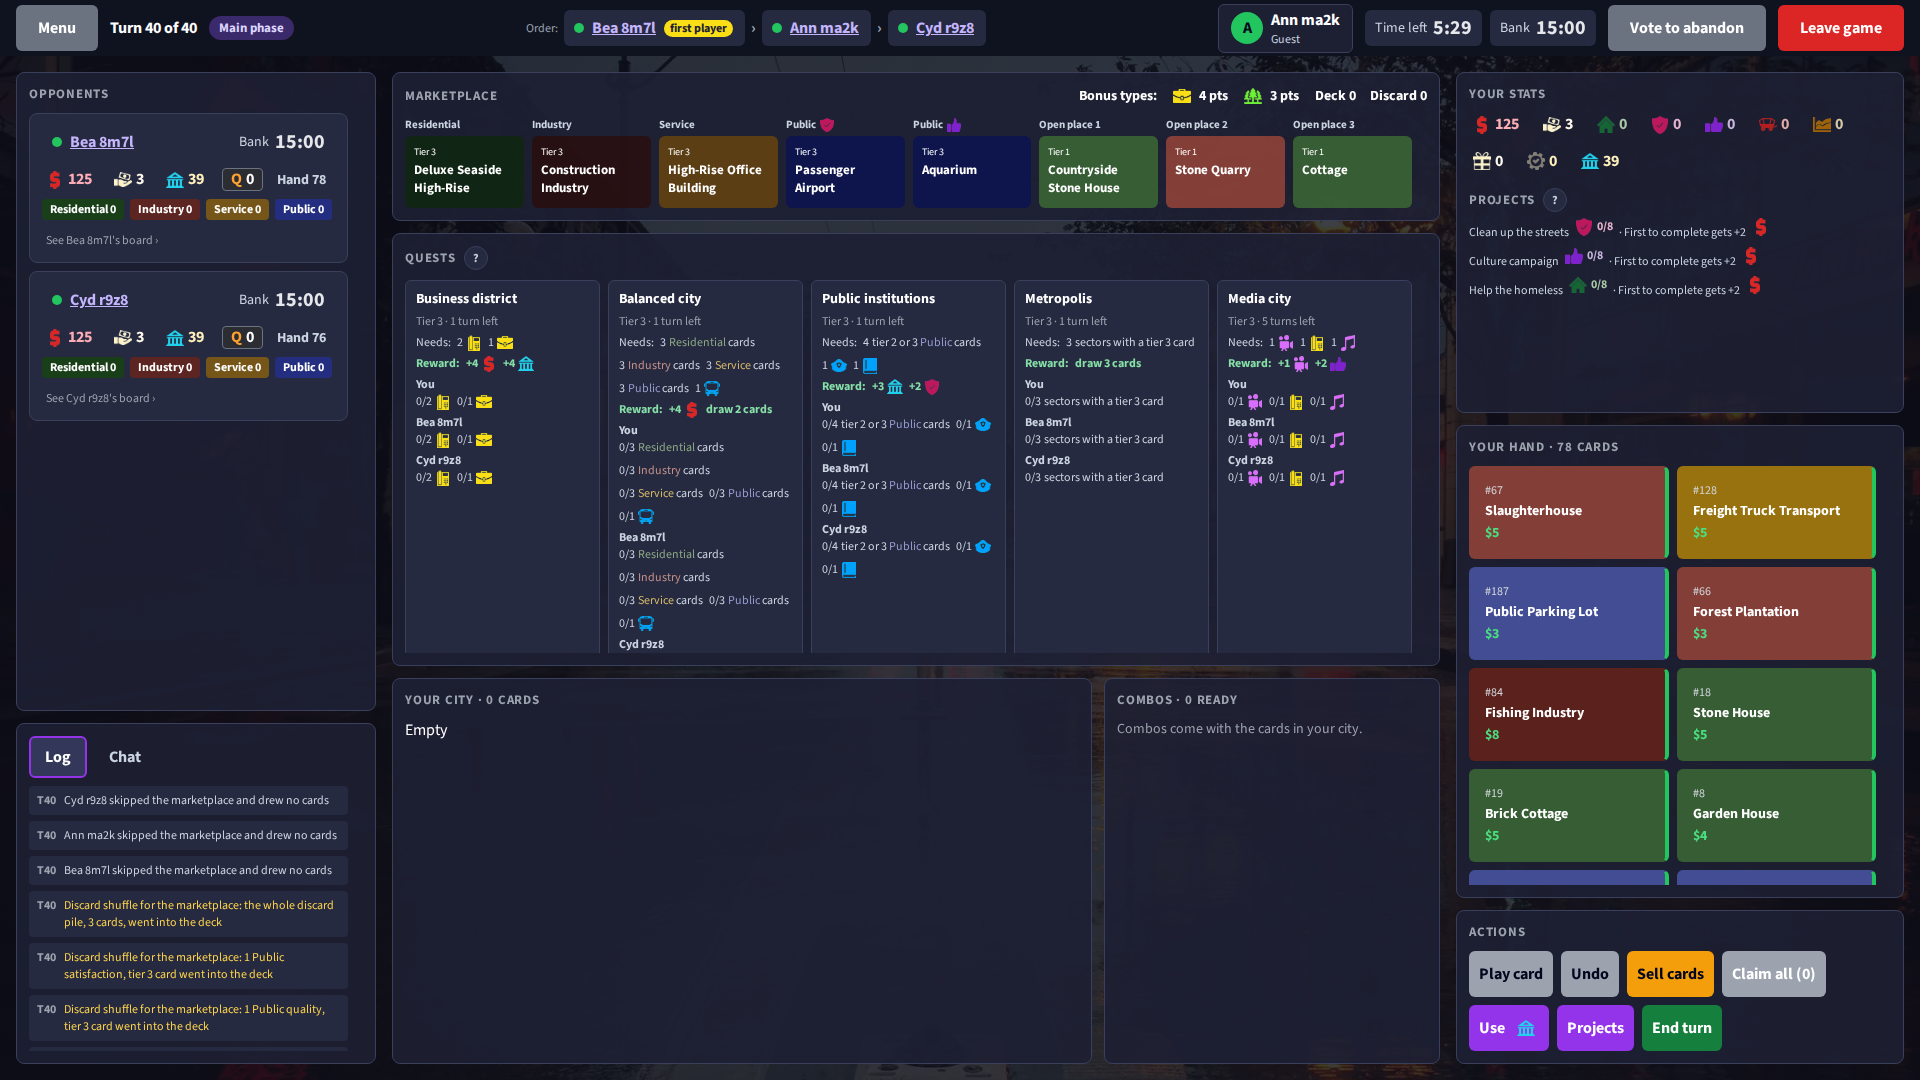 Menu
Turn 40 of 40
Main phase
Order:
Bea 8m7l first player › Ann ma2k › Cyd r9z8
A
Ann ma2k
Guest
Time left 5:29
Bank 15:00
Vote to abandon
Leave game
OPPONENTS
Bea 8m7l
Bank 15:00
125 3 39 Q 0 Hand 78
Residential 0 Industry 0 Service 0 Public 0
See Bea 8m7l's board ›
Cyd r9z8
Bank 15:00
125 3 39 Q 0 Hand 76
Residential 0 Industry 0 Service 0 Public 0
See Cyd r9z8's board ›
Log
Chat
T40 Cyd r9z8 skipped the marketplace and drew no cards
T40 Ann ma2k skipped the marketplace and drew no cards
T40 Bea 8m7l skipped the marketplace and drew no cards
T40 Discard shuffle for the marketplace: the whole discard
pile, 3 cards, went into the deck
T40 Discard shuffle for the marketplace: 1 Public
satisfaction, tier 3 card went into the deck
T40 Discard shuffle for the marketplace: 1 Public quality,
tier 3 card went into the deck
MARKETPLACE
Bonus types: 4 pts 3 pts Deck 0 Discard 0
Residential
Tier 3
Deluxe Seaside
High-Rise
Industry
Tier 3
Construction
Industry
Service
Tier 3
High-Rise Office
Building
Public
Tier 3
Passenger
Airport
Public
Tier 3
Aquarium
Open place 1
Tier 1
Countryside
Stone House
Open place 2
Tier 1
Stone Quarry
Open place 3
Tier 1
Cottage
QUESTS ?
Business district
Tier 3 · 1 turn left
Needs: 2 1
Reward: +4 +4
You
0/2 0/1
Bea 8m7l
0/2 0/1
Cyd r9z8
0/2 0/1
Balanced city
Tier 3 · 1 turn left
Needs: 3 Residential cards
3 Industry cards 3 Service cards
3 Public cards 1
Reward: +4 draw 2 cards
You
0/3 Residential cards
0/3 Industry cards
0/3 Service cards 0/3 Public cards
0/1
Bea 8m7l
0/3 Residential cards
0/3 Industry cards
0/3 Service cards 0/3 Public cards
0/1
Cyd r9z8
Public institutions
Tier 3 · 1 turn left
Needs: 4 tier 2 or 3 Public cards
1 1
Reward: +3 +2
You
0/4 tier 2 or 3 Public cards 0/1
0/1
Bea 8m7l
0/4 tier 2 or 3 Public cards 0/1
0/1
Cyd r9z8
0/4 tier 2 or 3 Public cards 0/1
0/1
Metropolis
Tier 3 · 1 turn left
Needs: 3 sectors with a tier 3 card
Reward: draw 3 cards
You
0/3 sectors with a tier 3 card
Bea 8m7l
0/3 sectors with a tier 3 card
Cyd r9z8
0/3 sectors with a tier 3 card
Media city
Tier 3 · 5 turns left
Needs: 1 1 1
Reward: +1 +2
You
0/1 0/1 0/1
Bea 8m7l
0/1 0/1 0/1
Cyd r9z8
0/1 0/1 0/1
YOUR CITY · 0 CARDS
Empty
COMBOS · 0 READY
Combos come with the cards in your city.
YOUR STATS
125 3 0 0 0 0 0
0 0 39
PROJECTS ?
Clean up the streets 0/8 · First to complete gets +2
Culture campaign 0/8 · First to complete gets +2
Help the homeless 0/8 · First to complete gets +2
YOUR HAND · 78 CARDS
#67
Slaughterhouse
$5
#128
Freight Truck Transport
$5
#187
Public Parking Lot
$3
#66
Forest Plantation
$3
#84
Fishing Industry
$8
#18
Stone House
$5
#19
Brick Cottage
$5
#8
Garden House
$4
ACTIONS
Play card
Undo
Sell cards
Claim all (0)
Use
Projects
End turn